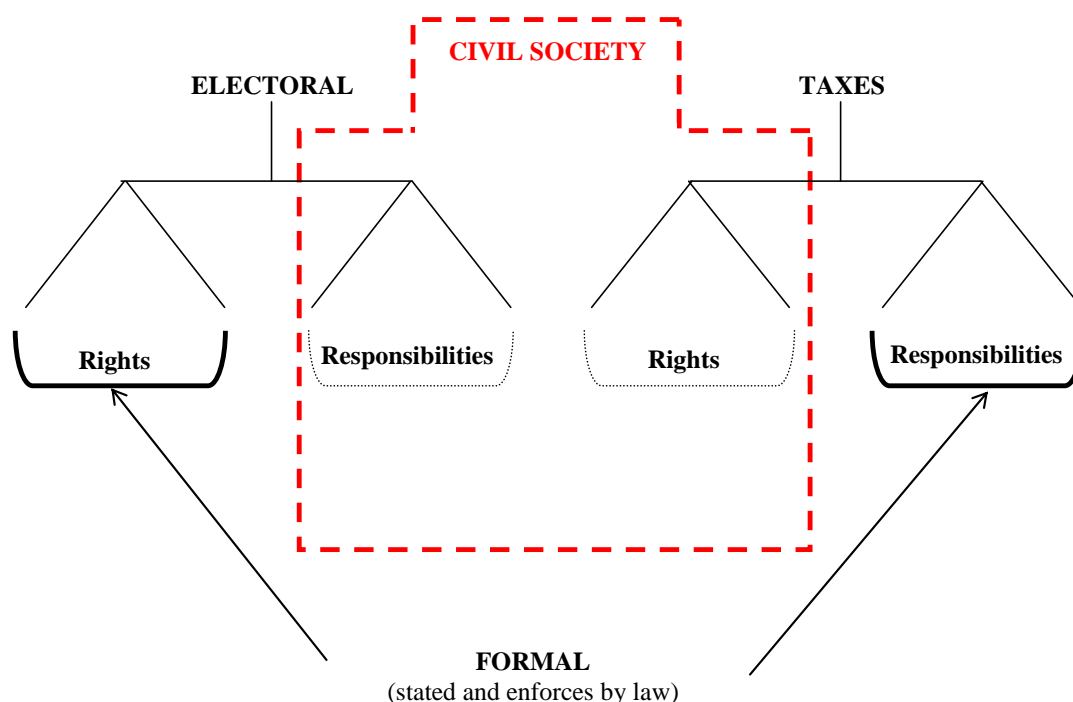 CIVIL SOCIETY
ELECTORAL
TAXES
Rights
Responsibilities
Rights
Responsibilities
FORMAL
(stated and enforces by law)